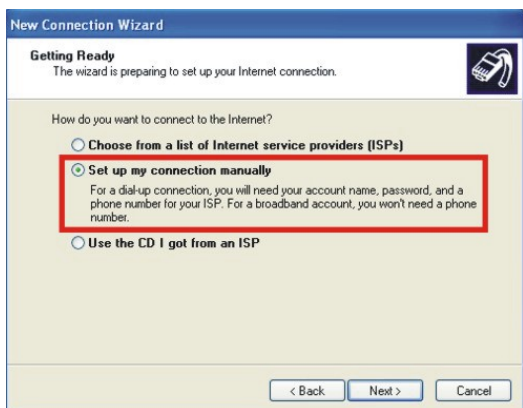 New Connection Wizard
Getting Ready
The wizard is preparing to set up your Internet connection.
How do you want to connect to the Internet?
Choose from a list of Internet service providers (ISPs)
Set up my connection manually
For a dial-up connection, you will need your account name, password, and a
phone number for your ISP. For a broadband account, you won't need a phone
number.
Use the CD I got from an ISP
< Back Next > Cancel